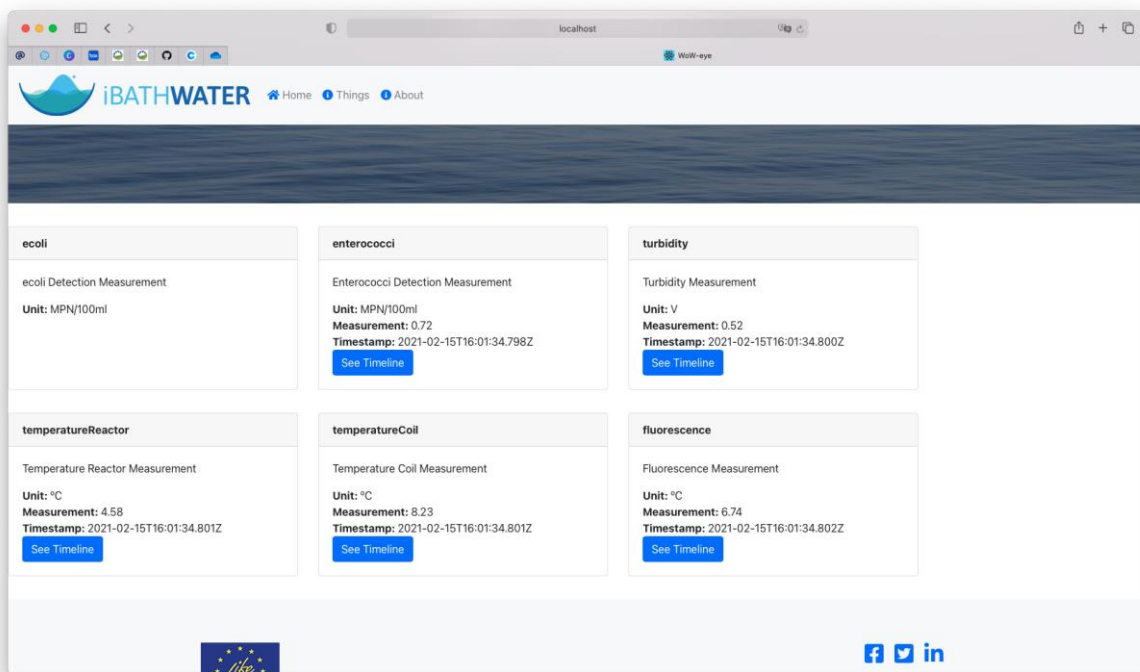 localhost
WoW-eye
iBATHWATER
Home Things About
ecoli
ecoli Detection Measurement
Unit: MPN/100ml
enterococci
Enterococci Detection Measurement
Unit: MPN/100ml
Measurement: 0.72
Timestamp: 2021-02-15T16:01:34.798Z
See Timeline
turbidity
Turbidity Measurement
Unit: V
Measurement: 0.52
Timestamp: 2021-02-15T16:01:34.800Z
See Timeline
temperatureReactor
Temperature Reactor Measurement
Unit: ºC
Measurement: 4.58
Timestamp: 2021-02-15T16:01:34.801Z
See Timeline
temperatureCoil
Temperature Coil Measurement
Unit: ºC
Measurement: 8.23
Timestamp: 2021-02-15T16:01:34.801Z
See Timeline
fluorescence
Fluorescence Measurement
Unit: ºC
Measurement: 6.74
Timestamp: 2021-02-15T16:01:34.802Z
See Timeline
like
in